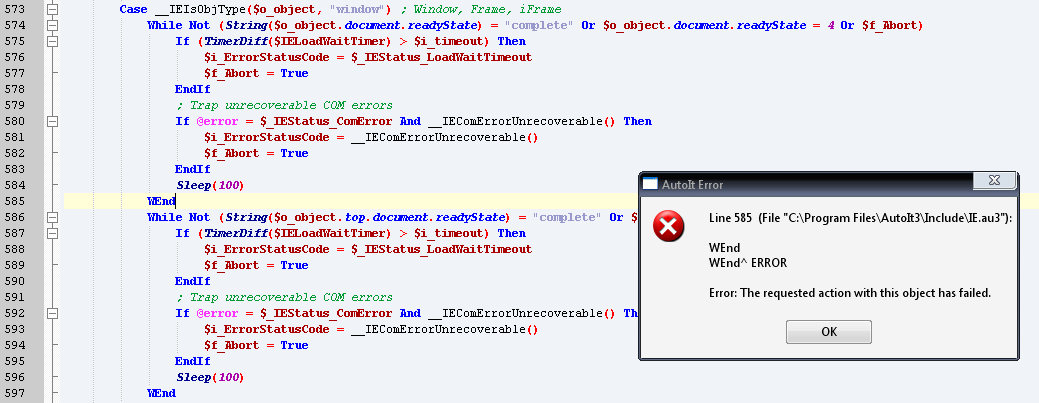 573 Case __IEIsObjType($o_object, "window") ; Window, Frame, iFrame
574 While Not (String($o_object.document.readyState) = "complete" Or $o_object.document.readyState = 4 Or $f_Abort)
575 If (TimerDiff($IELoadWaitTimer) > $i_timeout) Then
576 $i_ErrorStatusCode = $_IEStatus_LoadWaitTimeout
577 $f_Abort = True
578 EndIf
579 ; Trap unrecoverable COM errors
580 If @error = $_IEStatus_ComError And __IEComErrorUnrecoverable() Then
581 $i_ErrorStatusCode = __IEComErrorUnrecoverable()
582 $f_Abort = True
583 EndIf
584 Sleep(100)
585 WEnd
586 While Not (String($o_object.top.document.readyState) = "complete" Or $
587 If (TimerDiff($IELoadWaitTimer) > $i_timeout) Then
588 $i_ErrorStatusCode = $_IEStatus_LoadWaitTimeout
589 $f_Abort = True
590 EndIf
591 ; Trap unrecoverable COM errors
592 If @error = $_IEStatus_ComError And __IEComErrorUnrecoverable() Th
593 $i_ErrorStatusCode = __IEComErrorUnrecoverable()
594 $f_Abort = True
595 EndIf
596 Sleep(100)
597 WEnd
AutoIt Error
Line 585 (File "C:\Program Files\AutoIt3\Include\IE.au3"):
WEnd
WEnd^ ERROR
Error: The requested action with this object has failed.
OK